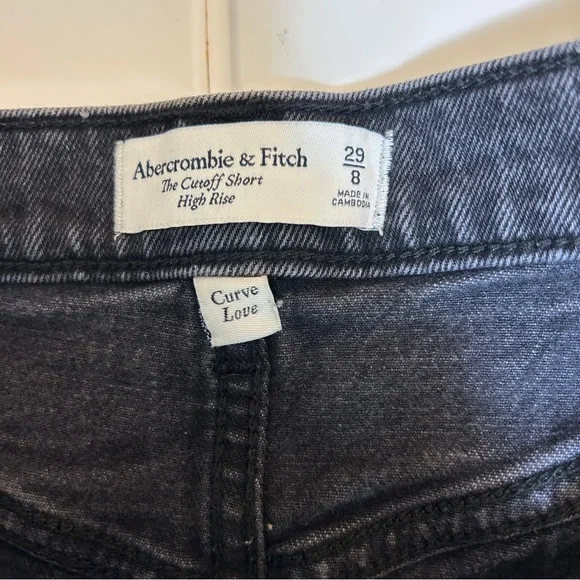 Abercrombie & Fitch
The Cutoff Short
High Rise
29
8
MADE IN
CAMBODIA
Curve
Love